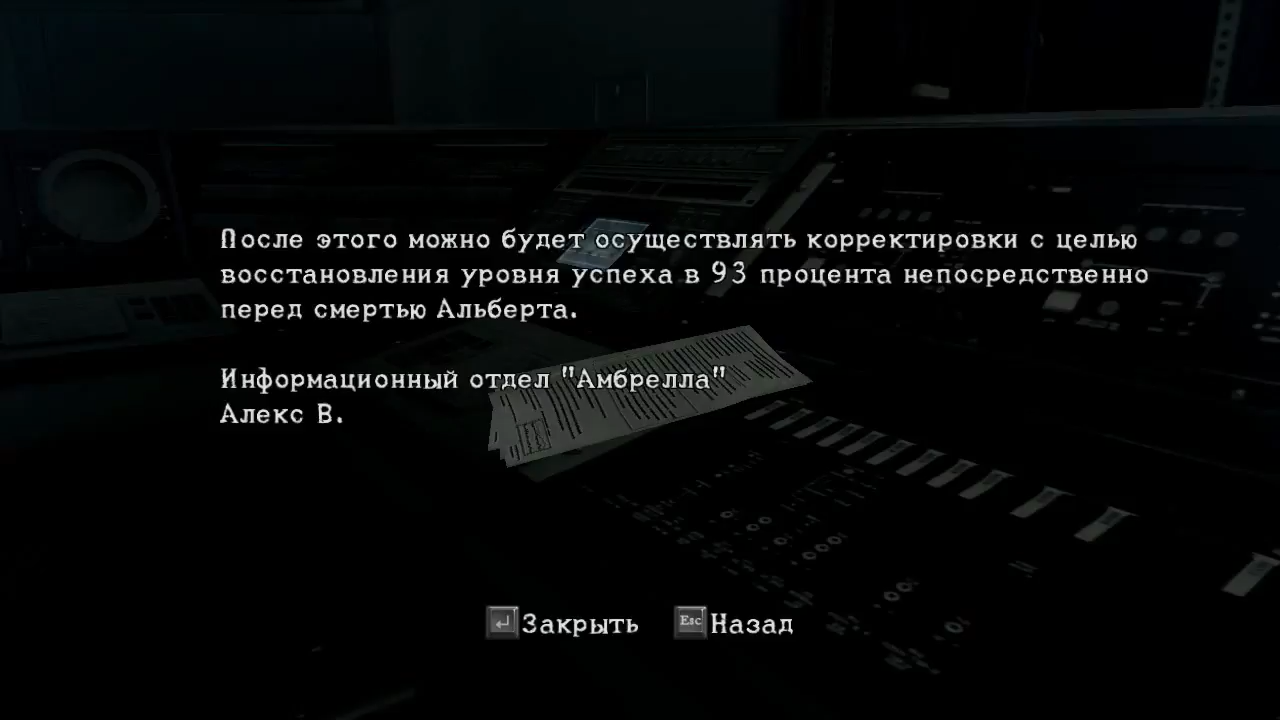 После этого можно будет осуществлять корректировки с целью
восстановления уровня успеха в 93 процента непосредственно
перед смертью Альберта.
Информационный отдел "Амбрелла"
Алекс В.
Закрыть
Esc Назад